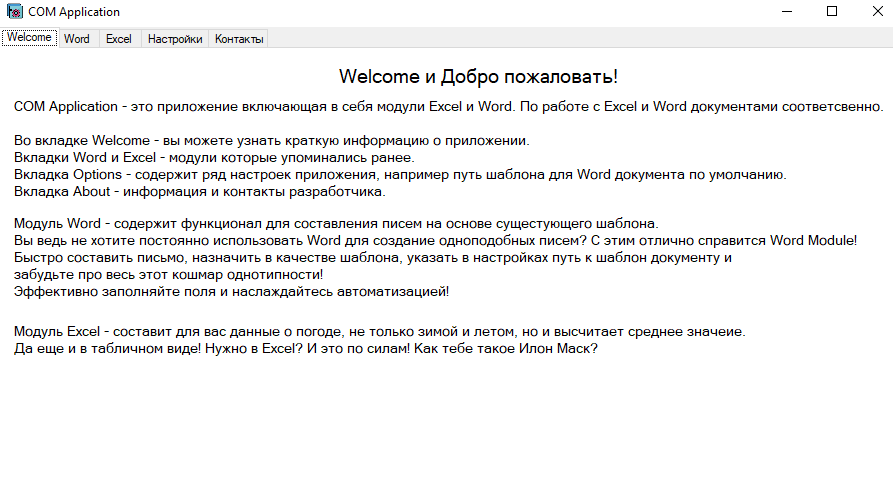 COM Application
Welcome Word Excel Настройки Контакты
Welcome и Добро пожаловать!
COM Application - это приложение включающая в себя модули Excel и Word. По работе с Excel и Word документами соответсвенно.
Во вкладке Welcome - вы можете узнать краткую информацию о приложении.
Вкладки Word и Excel - модули которые упоминались ранее.
Вкладка Options - содержит ряд настроек приложения, например путь шаблона для Word документа по умолчанию.
Вкладка About - информация и контакты разработчика.
Модуль Word - содержит функционал для составления писем на основе сущестующего шаблона.
Вы ведь не хотите постоянно использовать Word для создание одноподобных писем? С этим отлично справится Word Module!
Быстро составить письмо, назначить в качестве шаблона, указать в настройках путь к шаблон документу и
забудьте про весь этот кошмар однотипности!
Эффективно заполняйте поля и наслаждайтесь автоматизацией!
Модуль Excel - составит для вас данные о погоде, не только зимой и летом, но и высчитает среднее значеие.
Да еще и в табличном виде! Нужно в Excel? И это по силам! Как тебе такое Илон Маск?